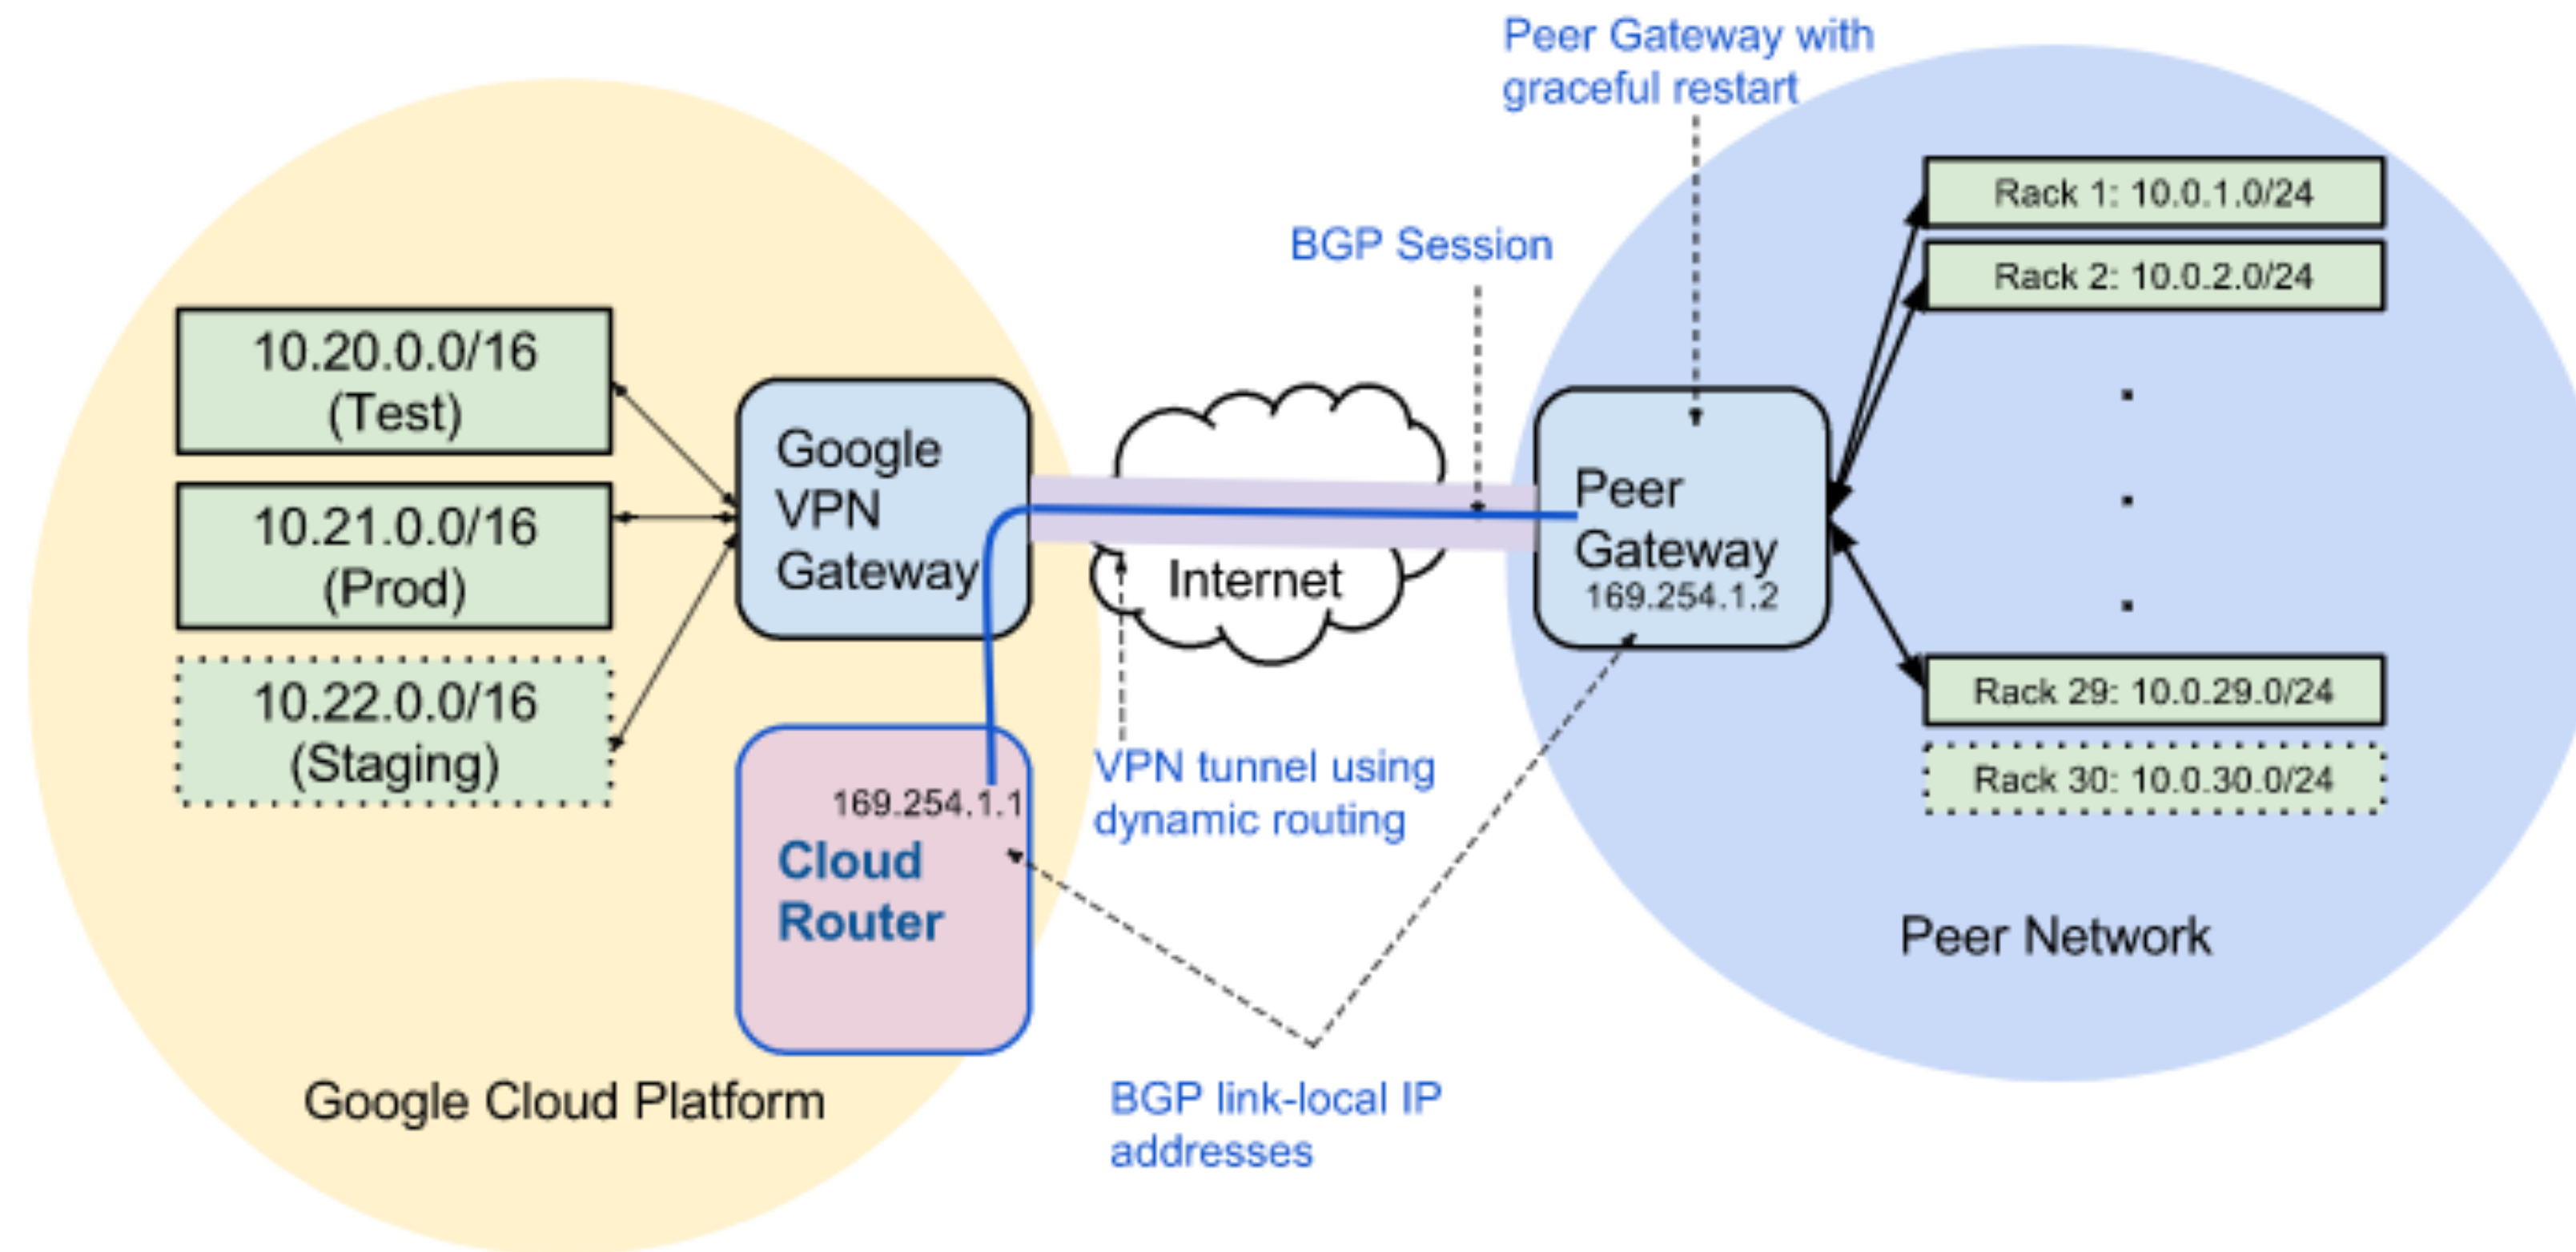 Peer Gateway with
graceful restart
BGP Session
Rack 1: 10.0.1.0/24
Rack 2: 10.0.2.0/24
10.20.0.0/16
(Test)
10.21.0.0/16
(Prod)
10.22.0.0/16
(Staging)
Google
VPN
Gateway
Internet
Peer
Gateway
169.254.1.2
Rack 29: 10.0.29.0/24
Rack 30: 10.0.30.0/24
VPN tunnel using
dynamic routing
169.254.1.1
Cloud
Router
Peer Network
Google Cloud Platform
BGP link-local IP
addresses